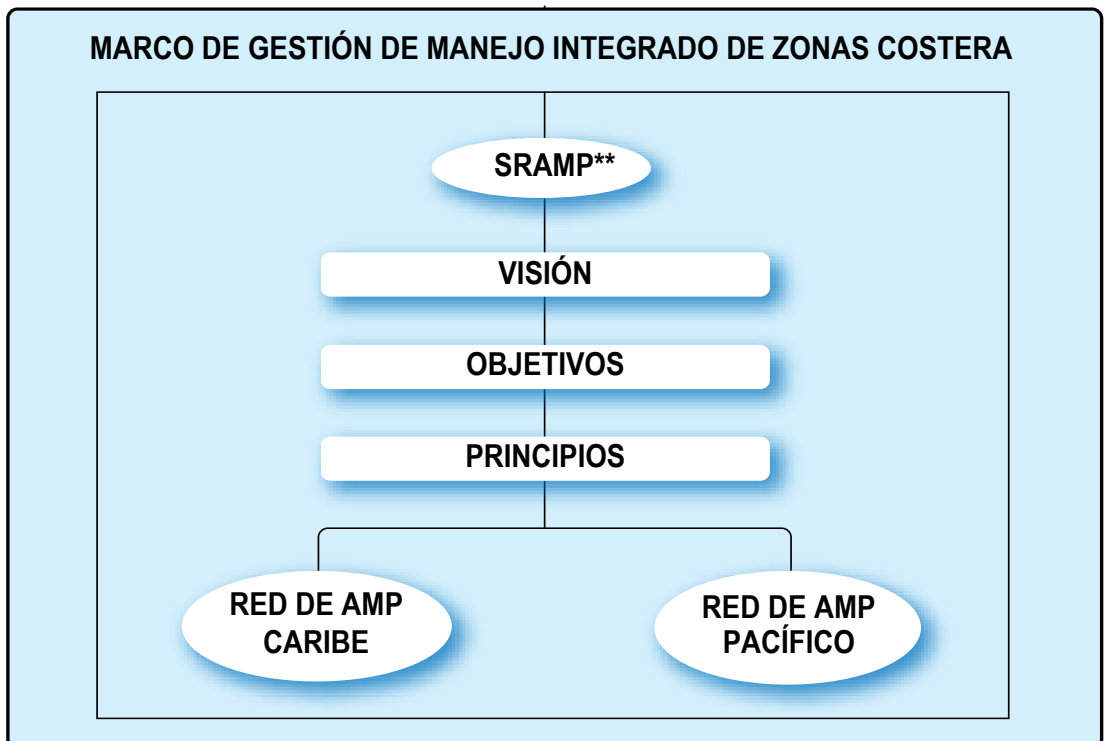 MARCO DE GESTIÓN DE MANEJO INTEGRADO DE ZONAS COSTERA
SRAMP**
VISIÓN
OBJETIVOS
PRINCIPIOS
RED DE AMP
CARIBE
RED DE AMP
PACÍFICO